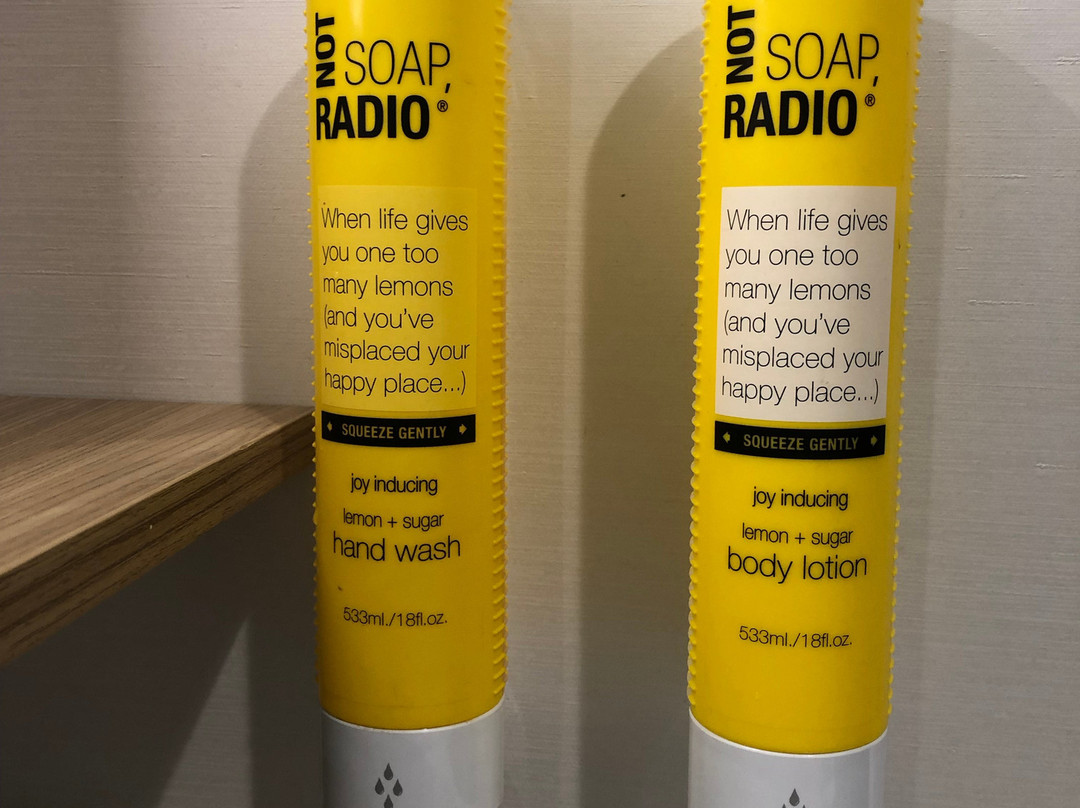 NOT SOAP,
RADIO®
When life gives
you one too
many lemons
(and you've
misplaced your
happy place...)
SQUEEZE GENTLY
joy inducing
lemon + sugar
hand wash
533ml./18fl.oz.
NOT SOAP,
RADIO®
When life gives
you one too
many lemons
(and you've
misplaced your
happy place...)
SQUEEZE GENTLY
joy inducing
lemon + sugar
body lotion
533ml./18fl.oz.